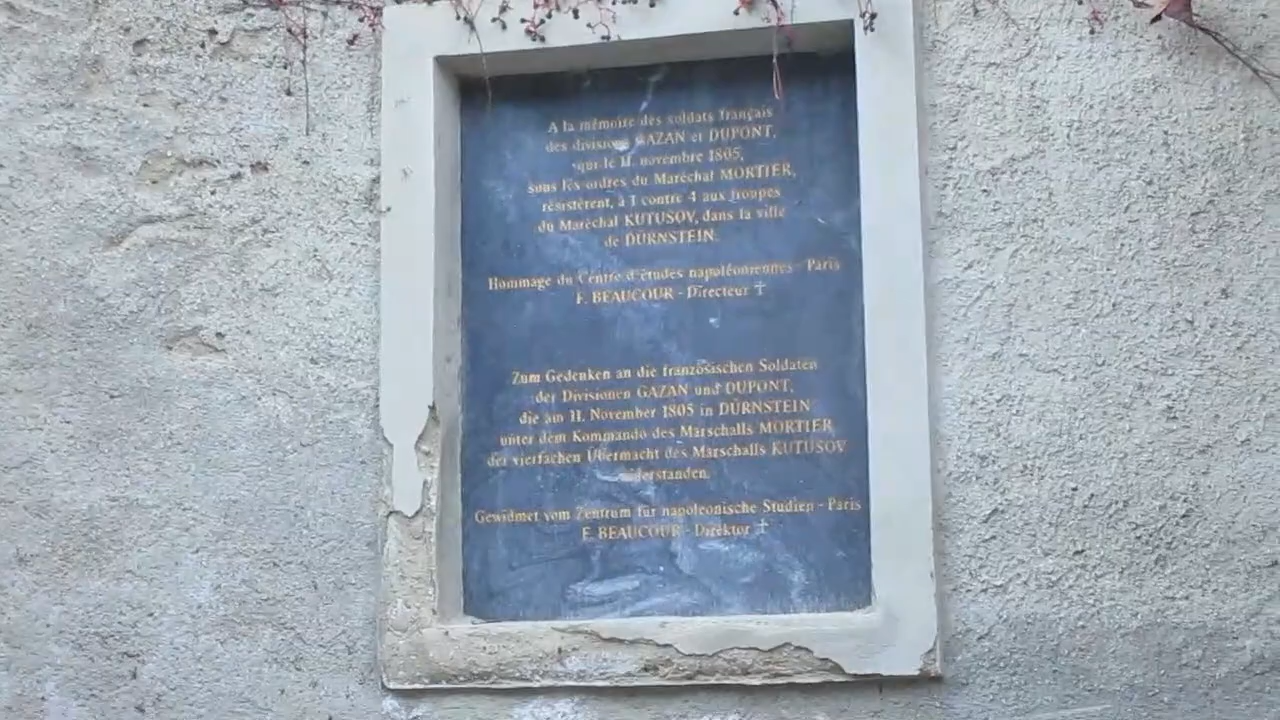 A la mémoire des soldats français
des divisions GAZAN et DUPONT,
qui le 11. novembre 1805,
sous les ordres du Maréchal MORTIER,
résistèrent, à 1 contre 4 aux troupes
du Maréchal KUTUSOV, dans la ville
de DÜRNSTEIN.
Hommage du Centre d'études napoléoniennes - Paris
F. BEAUCOUR - Directeur ✝
Zum Gedenken an die französischen Soldaten
der Divisionen GAZAN und DUPONT,
die am 11. November 1805 in DÜRNSTEIN
unter dem Kommando des Marschalls MORTIER
der vierfachen Übermacht des Marschalls KUTUSOV
widerstanden.
Gewidmet vom Zentrum für napoleonische Studien - Paris
F. BEAUCOUR - Direktor ✝